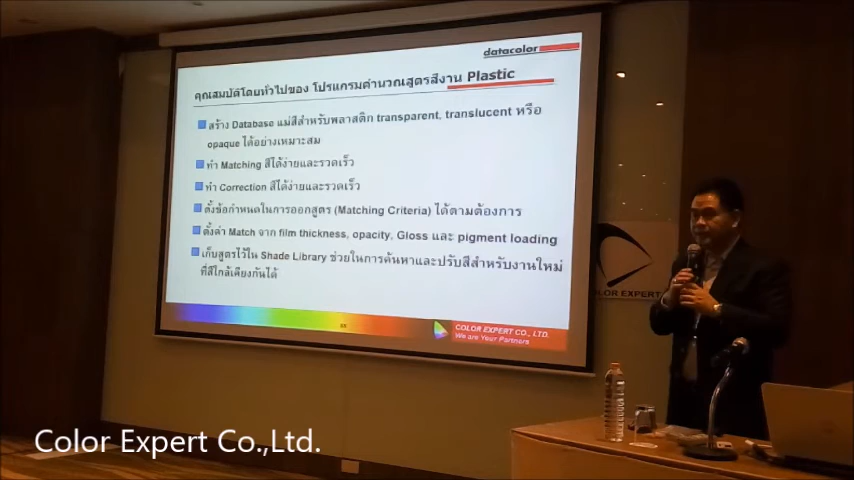 datacolor
คุณสมบัติโดยทั่วไปของ โปรแกรมคำนวณสูตรสีงาน Plastic
สร้าง Database แม่สีสำหรับพลาสติก transparent, translucent หรือ
opaque ได้อย่างเหมาะสม
ทำ Matching สีได้ง่ายและรวดเร็ว
ทำ Correction สีได้ง่ายและรวดเร็ว
ตั้งข้อกำหนดในการออกสูตร (Matching Criteria) ได้ตามต้องการ
ตั้งค่า Match จาก film thickness, opacity, Gloss และ pigment loading
เก็บสูตรไว้ใน Shade Library ช่วยในการค้นหาและปรับสีสำหรับงานใหม่
ที่สีใกล้เคียงกันได้
COLOR EXPERT CO., LTD.
We are Your Partners
COLOR EXPERT
Color Expert Co.,Ltd.